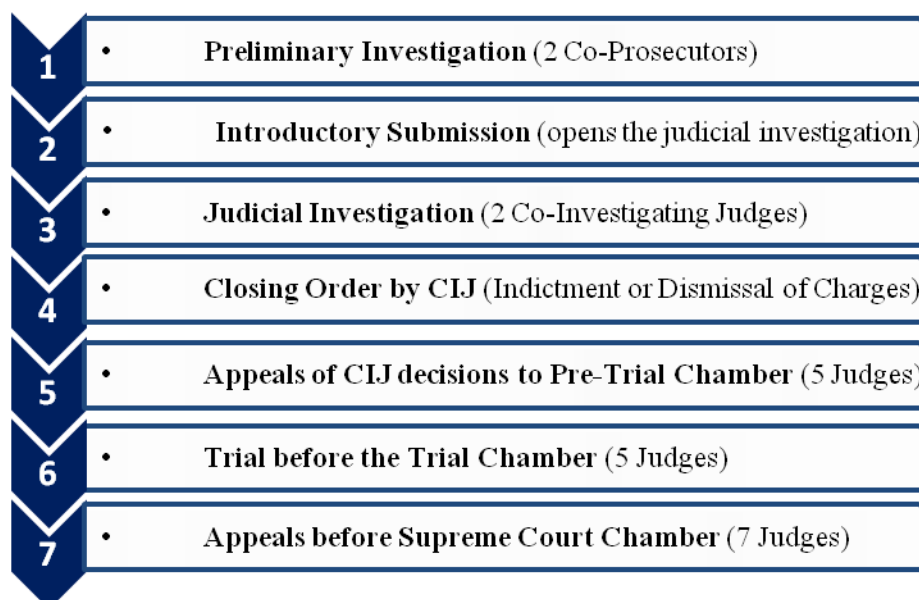 1 • Preliminary Investigation (2 Co-Prosecutors)
2 • Introductory Submission (opens the judicial investigation)
3 • Judicial Investigation (2 Co-Investigating Judges)
4 • Closing Order by CIJ (Indictment or Dismissal of Charges)
5 • Appeals of CIJ decisions to Pre-Trial Chamber (5 Judges)
6 • Trial before the Trial Chamber (5 Judges)
7 • Appeals before Supreme Court Chamber (7 Judges)